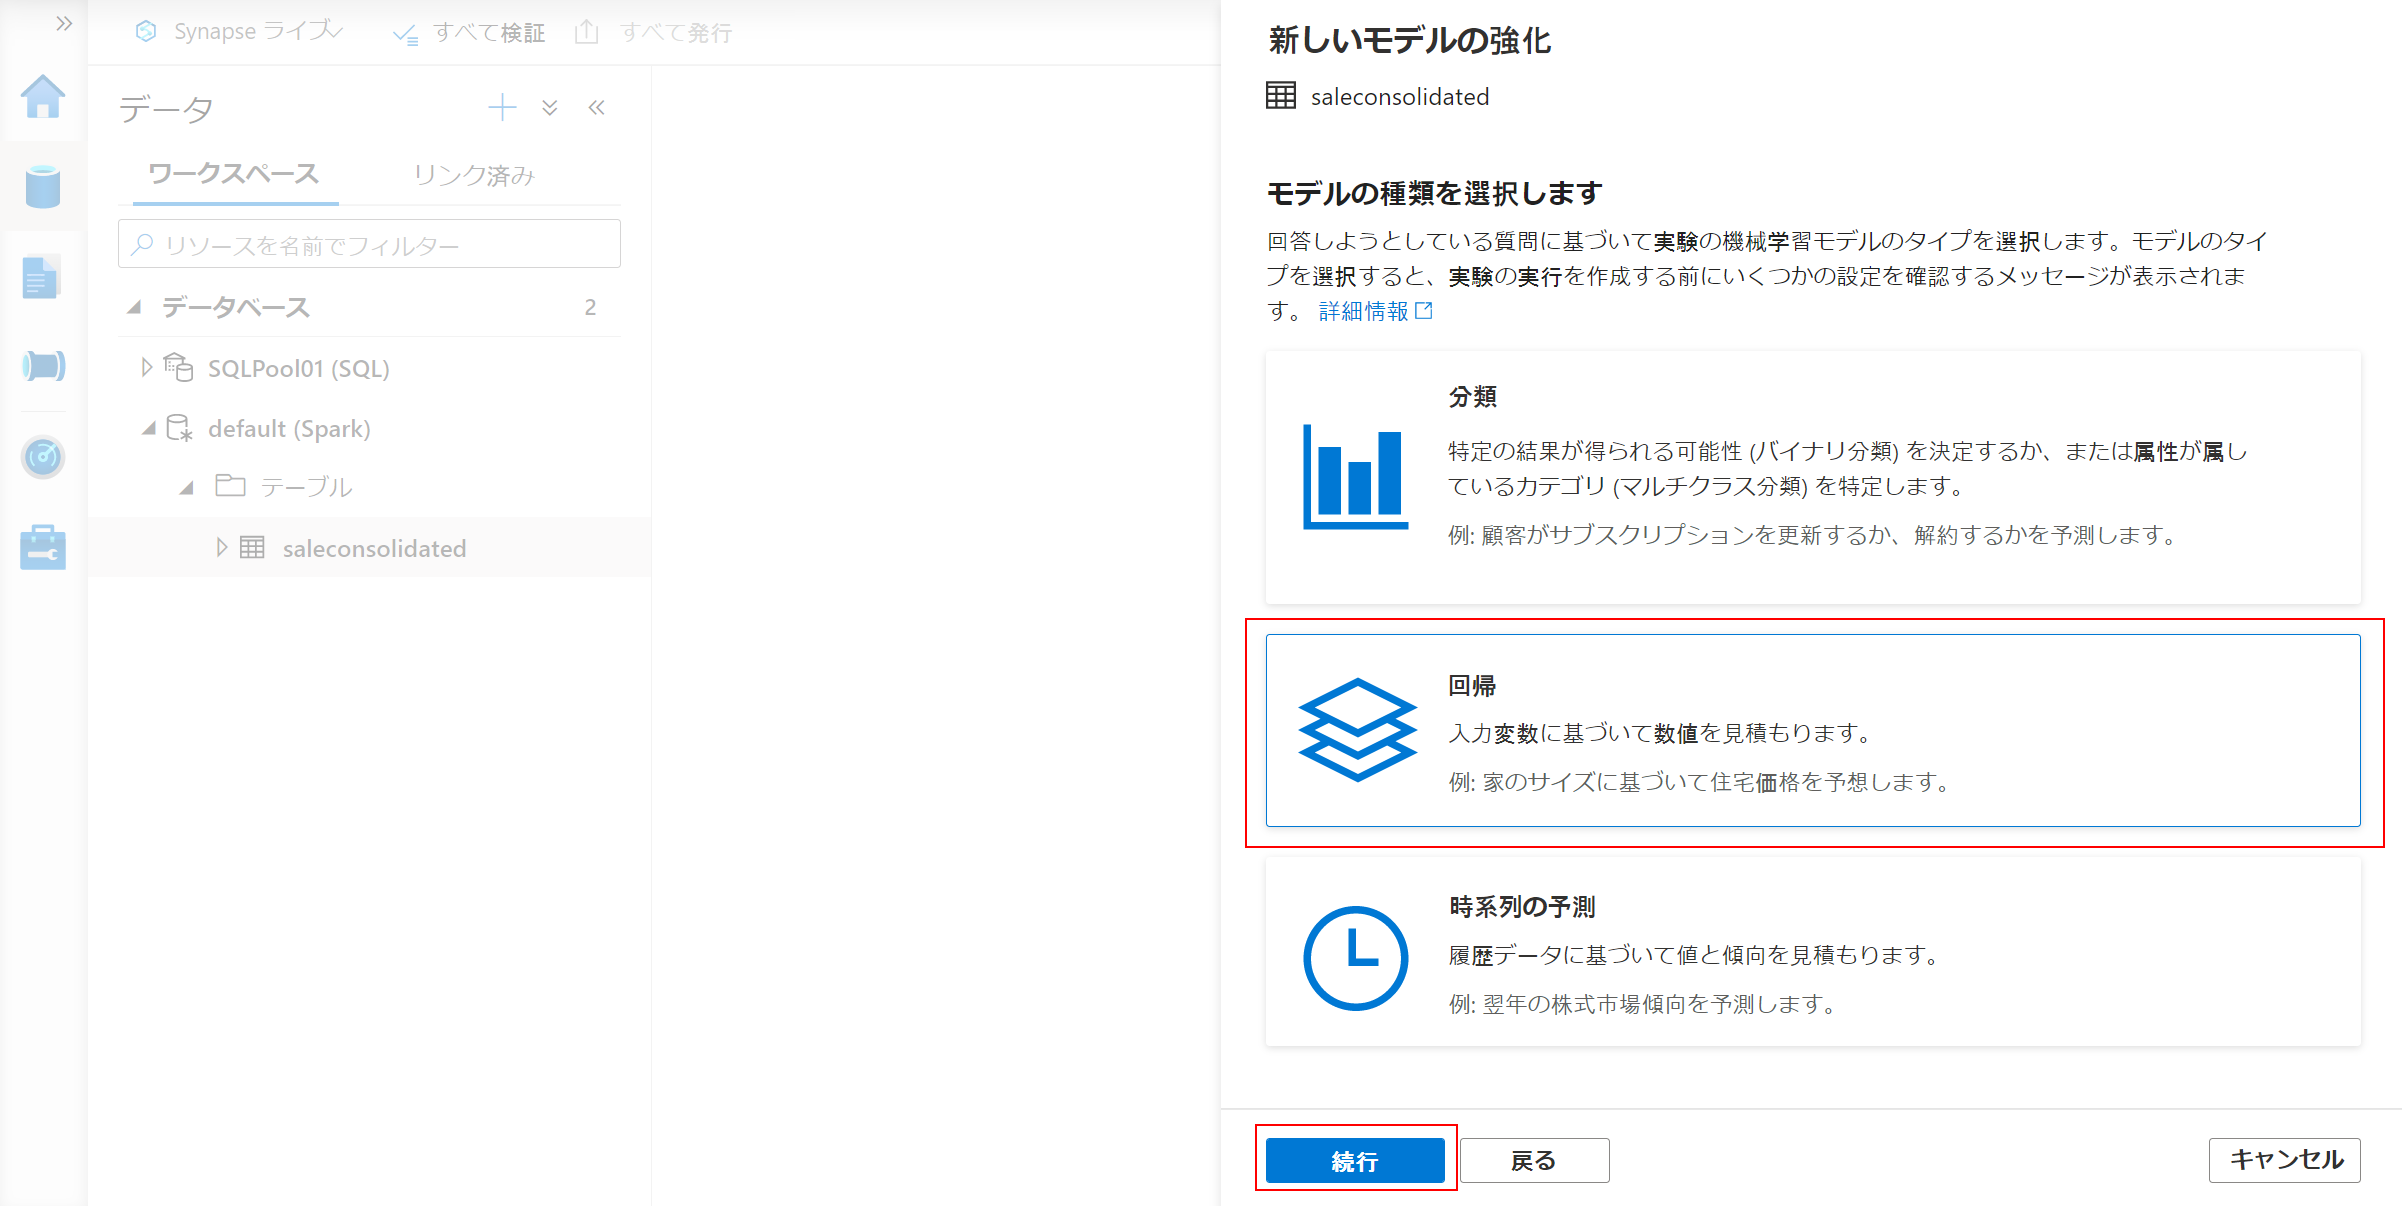 Synapse ライブ
すべて検証
すべて発行
データ
ワークスペース
リンク済み
リソースを名前でフィルター
データベース
2
SQLPool01 (SQL)
default (Spark)
テーブル
saleconsolidated
新しいモデルの強化
saleconsolidated
モデルの種類を選択します
回答しようとしている質問に基づいて実験の機械学習モデルのタイプを選択します。モデルのタイ
プを選択すると、実験の実行を作成する前にいくつかの設定を確認するメッセージが表示されま
す。 詳細情報
分類
特定の結果が得られる可能性 (バイナリ分類) を決定するか、または属性が属し
ているカテゴリ (マルチクラス分類) を特定します。
例: 顧客がサブスクリプションを更新するか、解約するかを予測します。
回帰
入力変数に基づいて数値を見積もります。
例: 家のサイズに基づいて住宅価格を予想します。
時系列の予測
履歴データに基づいて値と傾向を見積もります。
例: 翌年の株式市場傾向を予測します。
続行
戻る
キャンセル